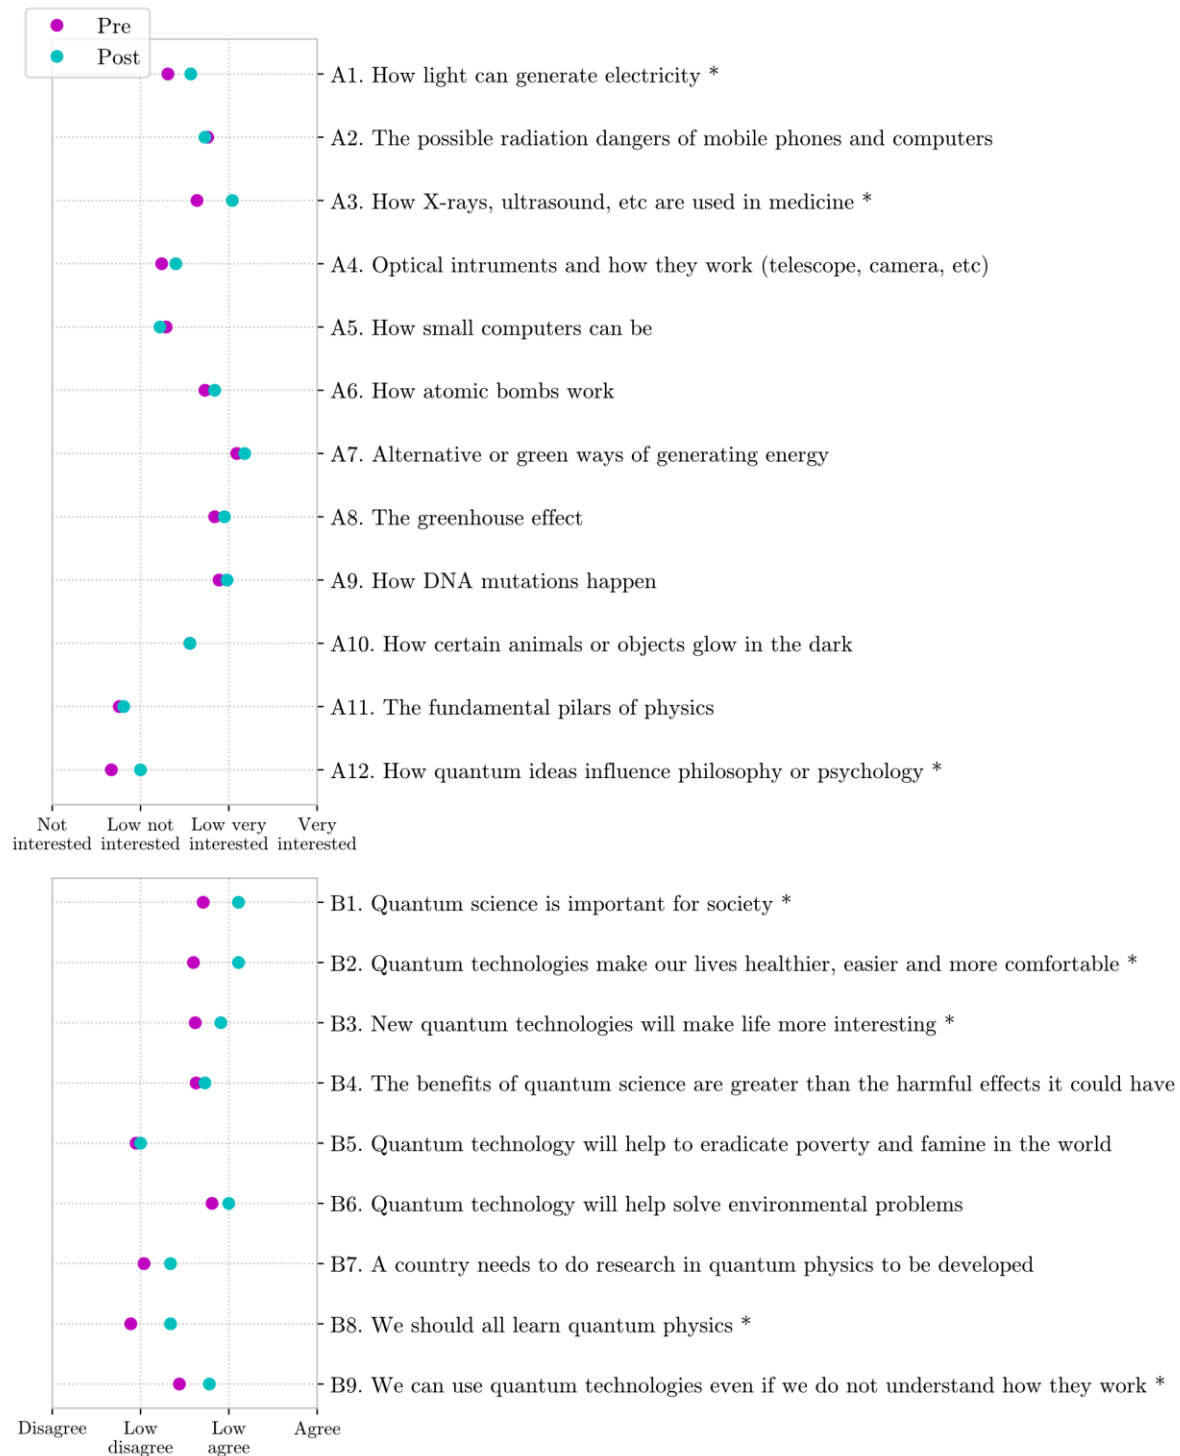 Pre
Post
A1. How light can generate electricity *
A2. The possible radiation dangers of mobile phones and computers
A3. How X-rays, ultrasound, etc are used in medicine *
A4. Optical intruments and how they work (telescope, camera, etc)
A5. How small computers can be
A6. How atomic bombs work
A7. Alternative or green ways of generating energy
A8. The greenhouse effect
A9. How DNA mutations happen
A10. How certain animals or objects glow in the dark
A11. The fundamental pilars of physics
A12. How quantum ideas influence philosophy or psychology *
Not Low not Low very Very
interested interested interested interested
B1. Quantum science is important for society *
B2. Quantum technologies make our lives healthier, easier and more comfortable *
B3. New quantum technologies will make life more interesting *
B4. The benefits of quantum science are greater than the harmful effects it could have
B5. Quantum technology will help to eradicate poverty and famine in the world
B6. Quantum technology will help solve environmental problems
B7. A country needs to do research in quantum physics to be developed
B8. We should all learn quantum physics *
B9. We can use quantum technologies even if we do not understand how they work *
Disagree Low Low Agree
disagree agree